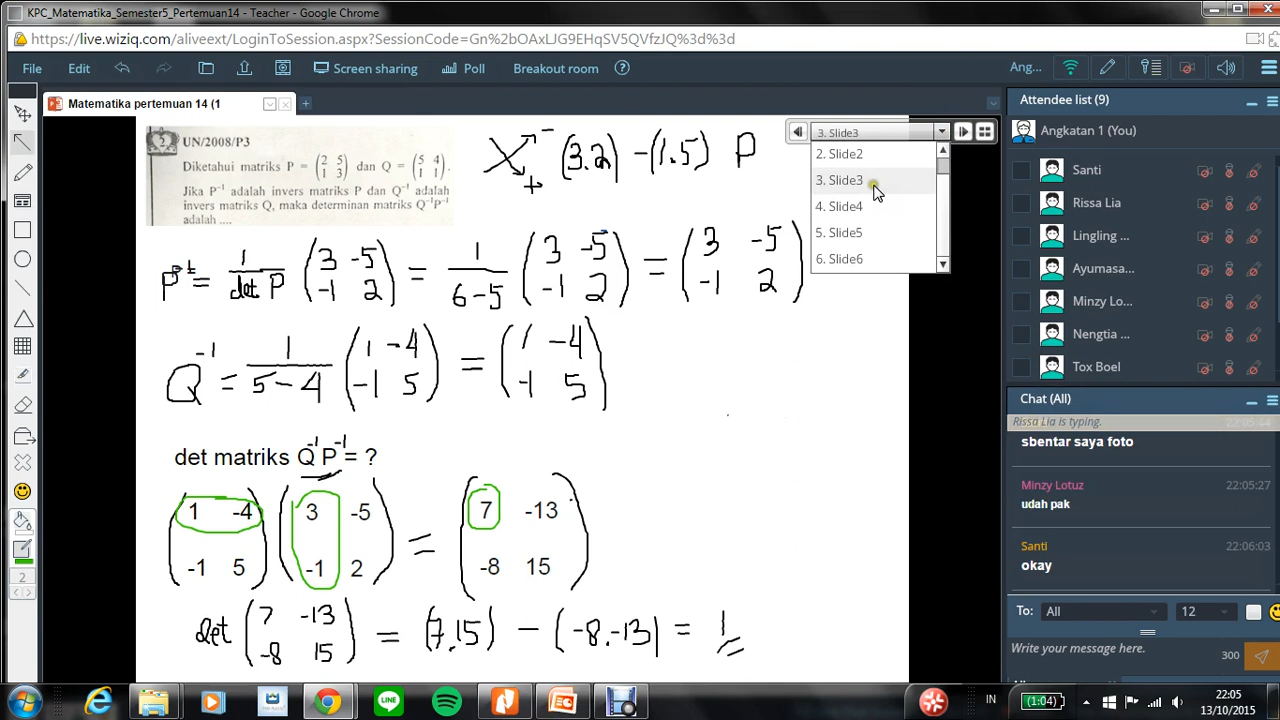 KPC_Matematika_Semester5_Pertemuan14 - Teacher - Google Chrome
https://live.wiziq.com/aliveext/LoginToSession.aspx?SessionCode=Gn%2bOAxLJG9EHqSV5QVfzJQ%3d%3d
File Edit Screen sharing Poll Breakout room ? Ang...
Matematika pertemuan 14 (1
2 UN/2008/P3
Diketahui matriks P = (2 5
1 3) dan Q = (5 4
1 1).
Jika P⁻¹ adalah invers matriks P dan Q⁻¹ adalah
invers matriks Q, maka determinan matriks Q⁻¹P⁻¹
adalah ....
- + (3.2) - (1.5) P
P⁻¹ = 1/det P (3 -5
-1 2) = 1/6-5 (3 -5
-1 2) = (3 -5
-1 2)
Q⁻¹ = 1/5-4 (1 -4
-1 5) = (1 -4
-1 5)
det matriks Q⁻¹P⁻¹ = ?
(1 -4
-1 5) (3 -5
-1 2) = (7 -13
-8 15)
det (7 -13
-8 15) = (7.15) - (-8.-13) = 1
3. Slide3
2. Slide2
3. Slide3
4. Slide4
5. Slide5
6. Slide6
Attendee list (9)
Angkatan 1 (You)
Santi
Rissa Lia
Lingling ...
Ayumasa...
Minzy Lo...
Nengtia ...
Tox Boel
Chat (All)
Rissa Lia is typing. 22:05:44
sbentar saya foto
Minzy Lotuz 22:05:27
udah pak
Santi 22:06:03
okay
To: All 12
Write your message here. 300
2
IN (1:04) 22:05
13/10/2015